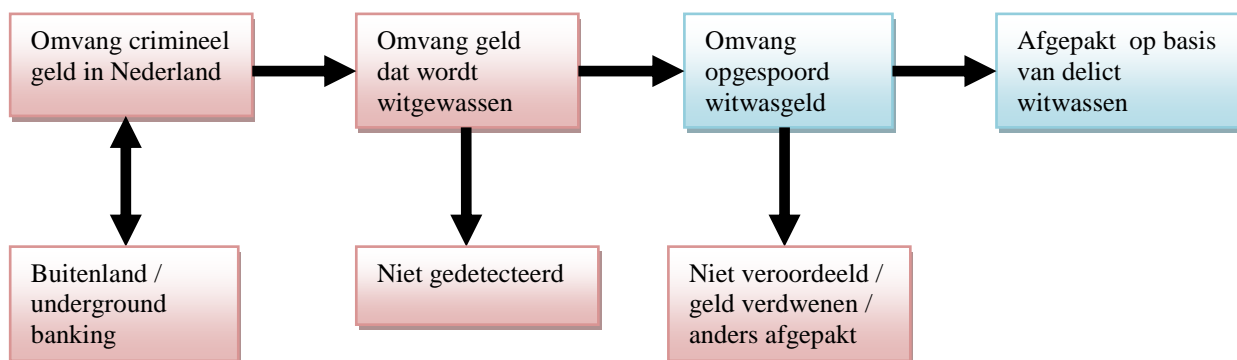 Omvang crimineel
geld in Nederland
Omvang geld
dat wordt
witgewassen
Omvang
opgespoord
witwasgeld
Afgepakt op basis
van delict
witwassen
Buitenland /
underground
banking
Niet gedetecteerd
Niet veroordeeld /
geld verdwenen /
anders afgepakt